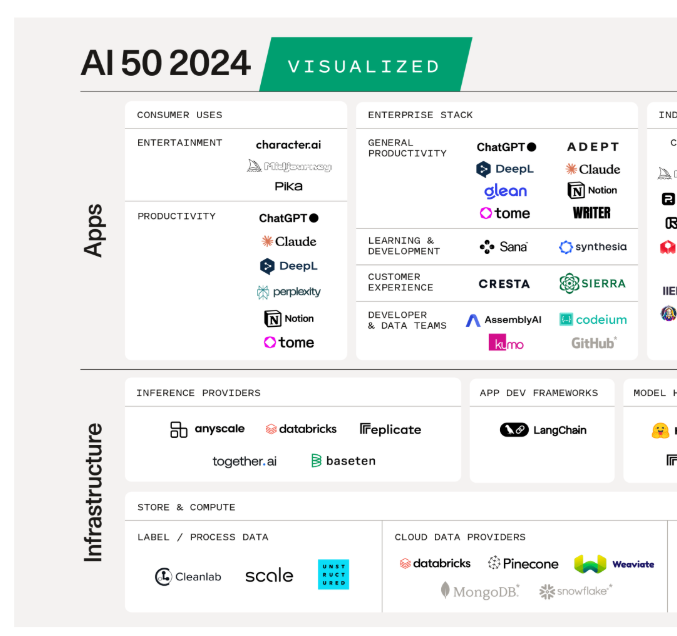 AI 50 2024 VISUALIZED
Apps
CONSUMER USES
ENTERTAINMENT
character.ai
Midjourney
Pika
PRODUCTIVITY
ChatGPT
Claude
DeepL
perplexity
Notion
tome
ENTERPRISE STACK
GENERAL
PRODUCTIVITY
ChatGPT ADEPT
DeepL Claude
glean Notion
tome WRITER
LEARNING &
DEVELOPMENT
Sana synthesia
CUSTOMER
EXPERIENCE
CRESTA SIERRA
DEVELOPER
& DATA TEAMS
AssemblyAI codeium
kumo GitHub*
IND
C
Infrastructure
INFERENCE PROVIDERS
anyscale databricks Replicate
together.ai baseten
APP DEV FRAMEWORKS
LangChain
MODEL H
STORE & COMPUTE
LABEL / PROCESS DATA
Cleanlab scale UNST
RUCT
URED
CLOUD DATA PROVIDERS
databricks Pinecone Weaviate
MongoDB* snowflake*